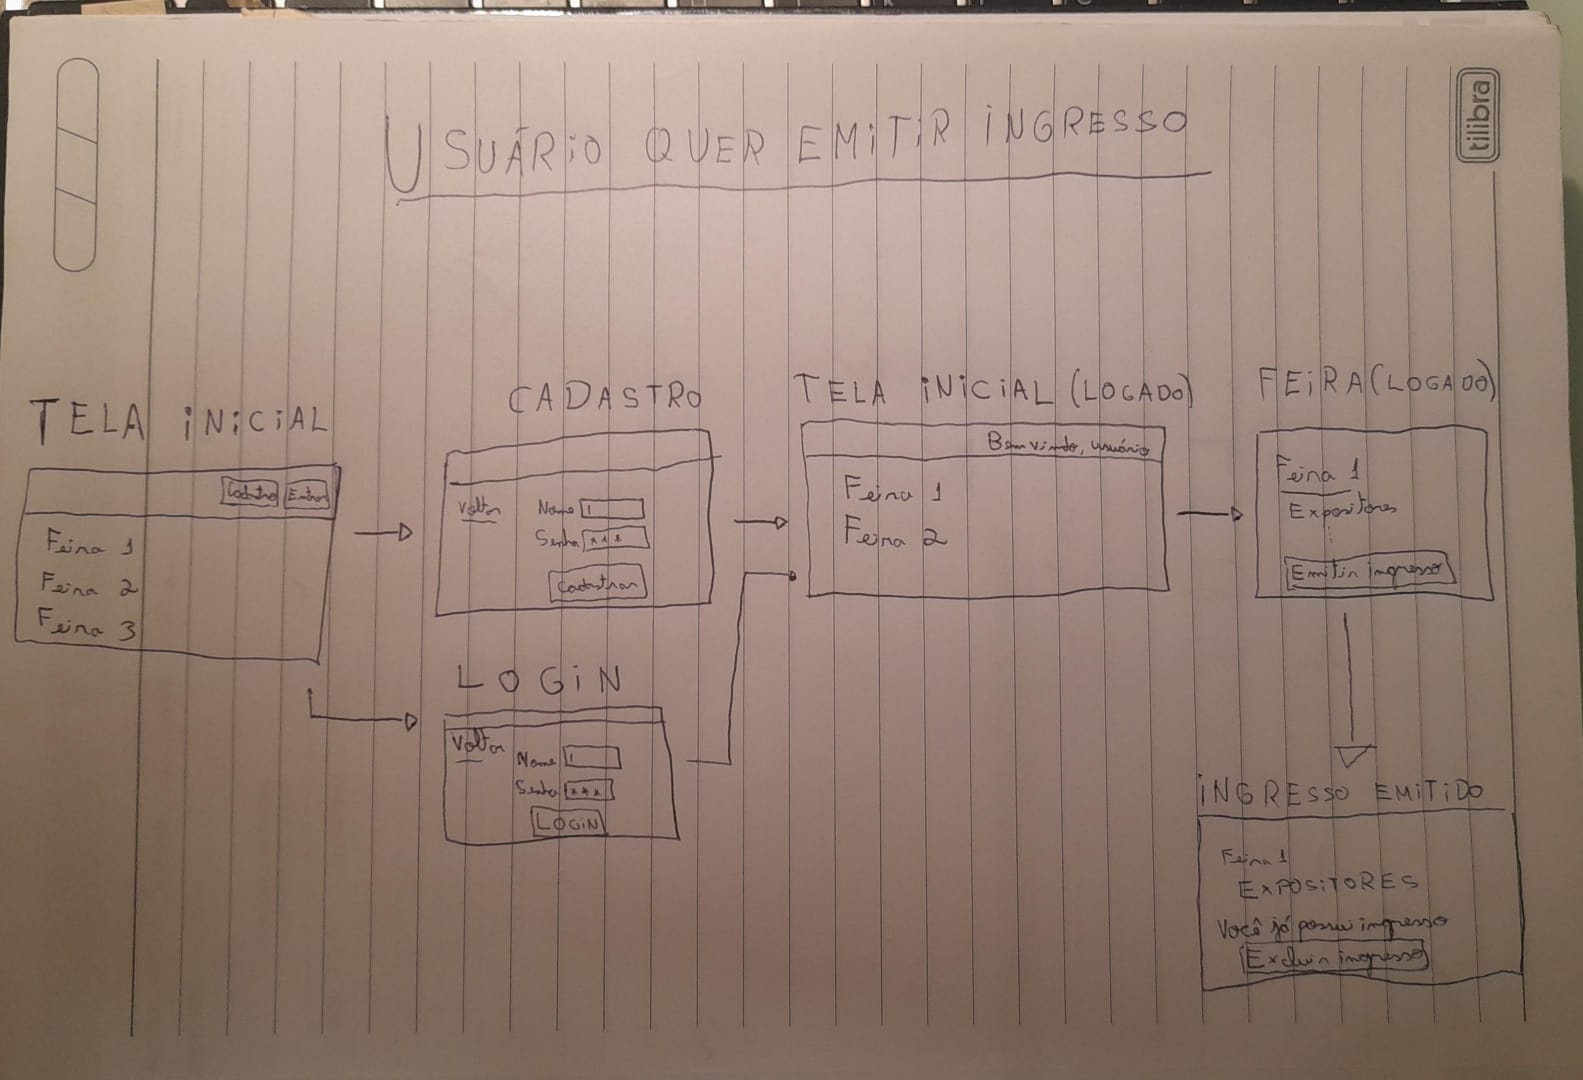 tilibra
USUÁRIO QUER EMITIR INGRESSO
TELA INICIAL
Cadastro Entrar
Feira 1
Feira 2
Feira 3
CADASTRO
Voltar
Nome
Senha ***
Cadastrar
LOGIN
Voltar
Nome
Senha ***
LOGIN
TELA INICIAL (LOGADO)
Bem vindo, usuário
Feira 1
Feira 2
FEIRA (LOGADO)
Feira 1
Expositores
Emitir ingresso
INGRESSO EMITIDO
Feira 1
EXPOSITORES
Você já possui ingresso
Excluir ingresso